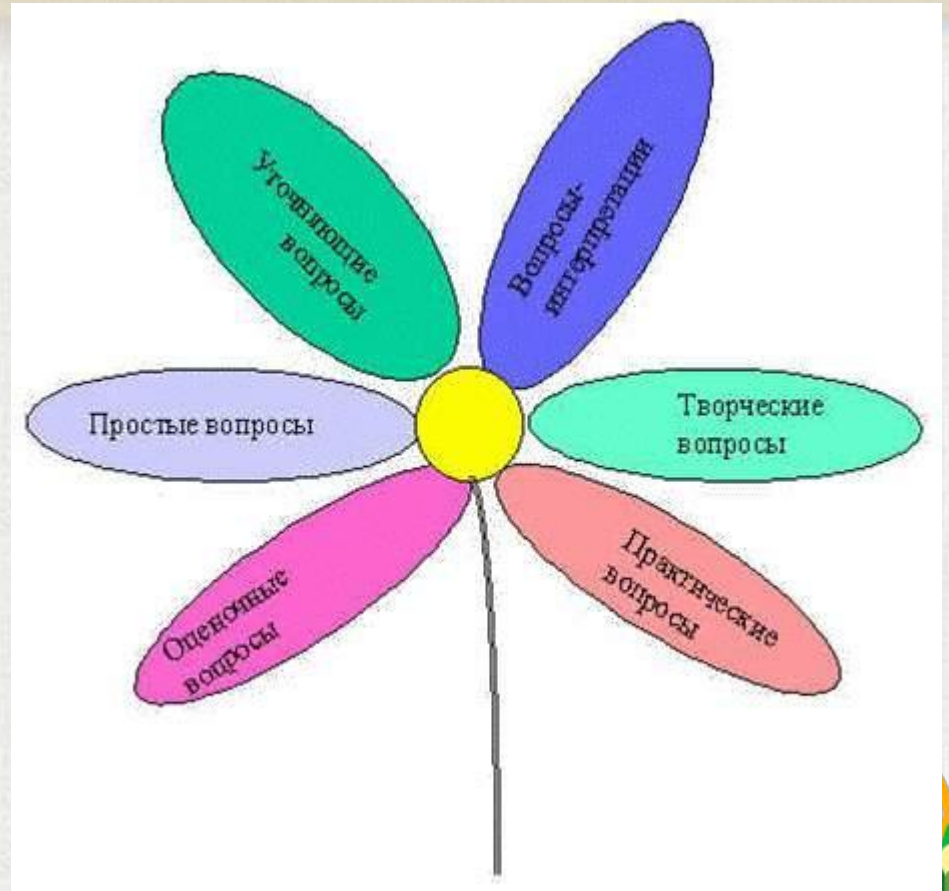 Уточняющие
вопросы
Вопросы-
интерпретации
Простые вопросы
Творческие
вопросы
Оценочные
вопросы
Практические
вопросы